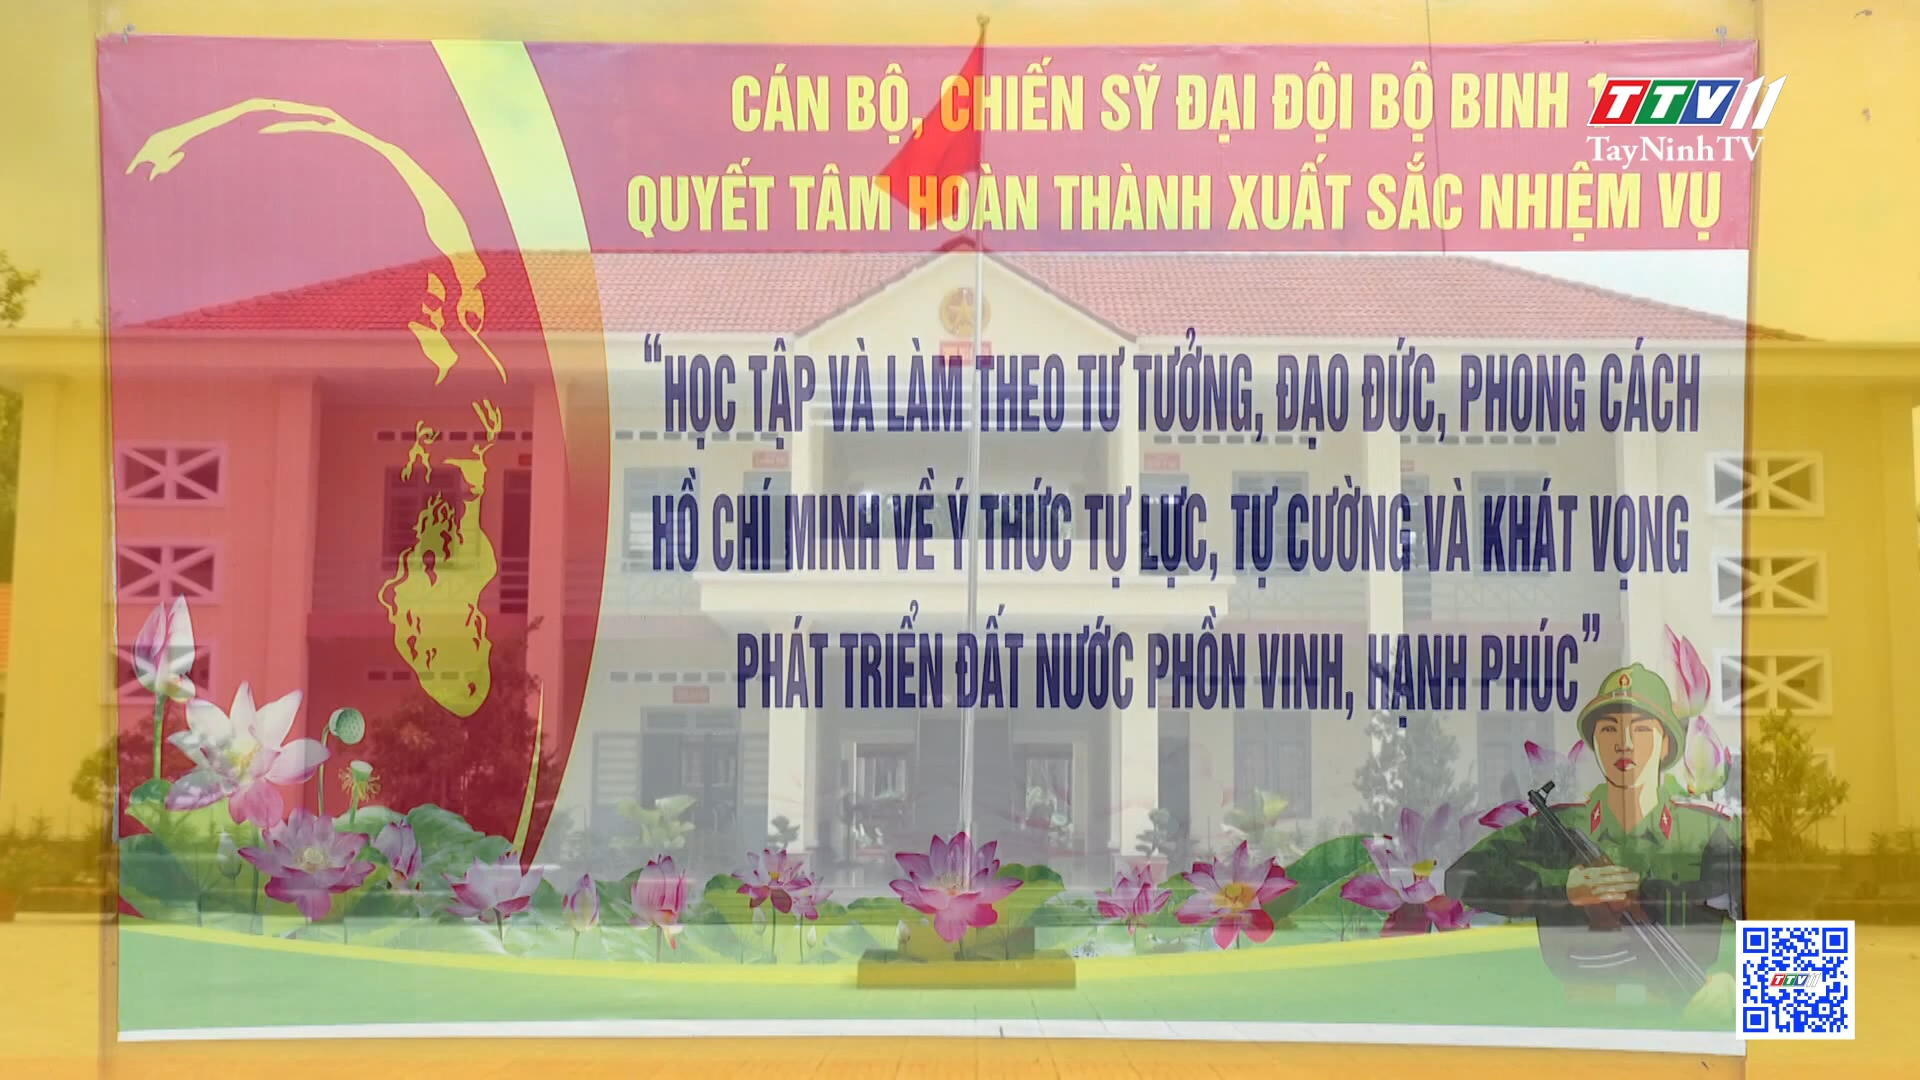 CÁN BỘ, CHIẾN SỸ ĐẠI ĐỘI BỘ BINH
TTV11
TayNinhTV
QUYẾT TÂM HOÀN THÀNH XUẤT SẮC NHIỆM VỤ
“HỌC TẬP VÀ LÀM THEO TƯ TƯỞNG, ĐẠO ĐỨC, PHONG CÁCH
HỒ CHÍ MINH VỀ Ý THỨC TỰ LỰC, TỰ CƯỜNG VÀ KHÁT VỌNG
PHÁT TRIỂN ĐẤT NƯỚC PHỒN VINH, HẠNH PHÚC”
TTV11